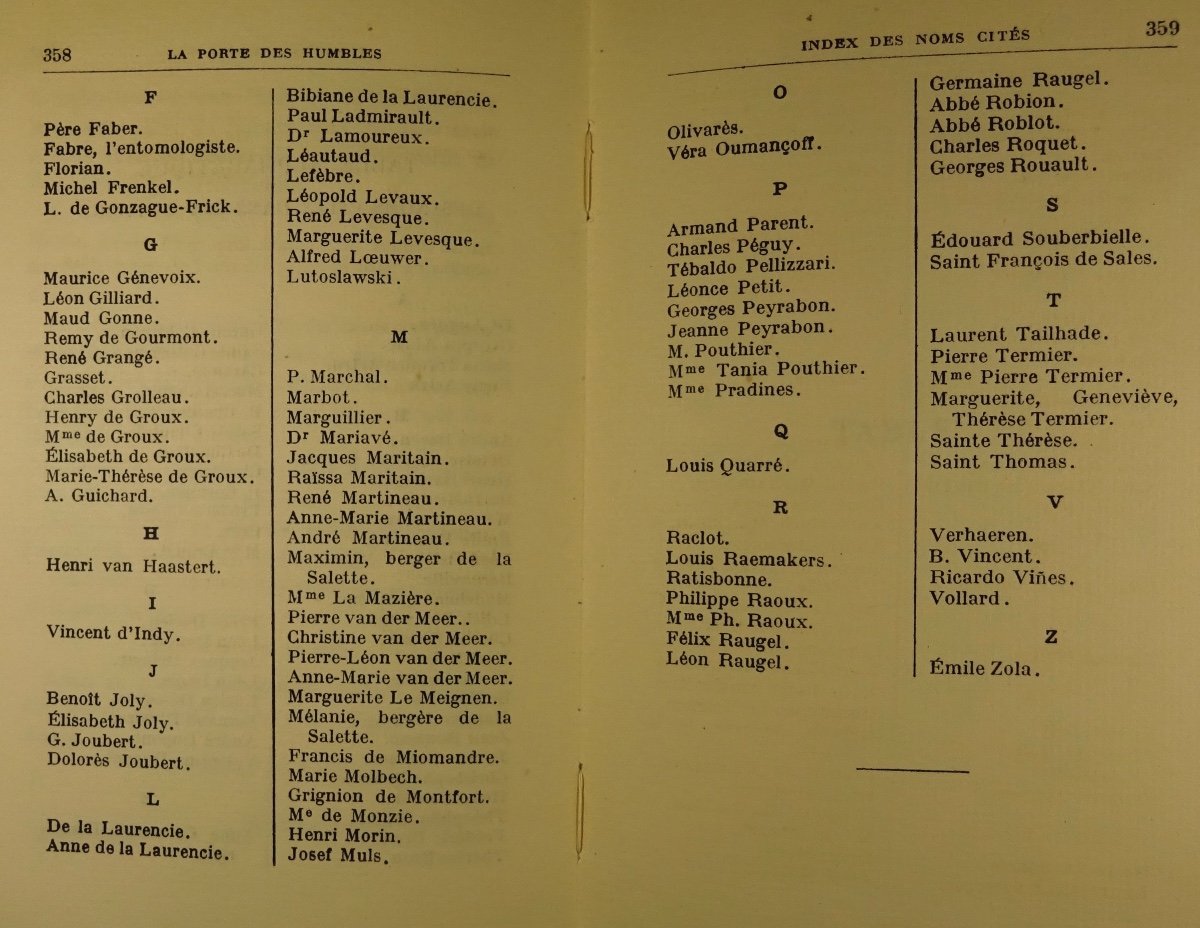 358 LA PORTE DES HUMBLES
F
Père Faber.
Fabre, l'entomologiste.
Florian.
Michel Frenkel.
L. de Gonzague-Frick.
G
Maurice Génevoix.
Léon Gilliard.
Maud Gonne.
Remy de Gourmont.
René Grangé.
Grasset.
Charles Grolleau.
Henry de Groux.
Mme de Groux.
Élisabeth de Groux.
Marie-Thérèse de Groux.
A. Guichard.
H
Henri van Haastert.
I
Vincent d'Indy.
J
Benoît Joly.
Élisabeth Joly.
G. Joubert.
Dolorès Joubert.
L
De la Laurencie.
Anne de la Laurencie.
Bibiane de la Laurencie.
Paul Ladmirault.
Dr Lamoureux.
Léautaud.
Lefèbre.
Léopold Levaux.
René Levesque.
Marguerite Levesque.
Alfred Lœuwer.
Lutoslawski.
M
P. Marchal.
Marbot.
Marguillier.
Dr Mariavé.
Jacques Maritain.
Raïssa Maritain.
René Martineau.
Anne-Marie Martineau.
André Martineau.
Maximin, berger de la
Salette.
Mme La Mazière.
Pierre van der Meer..
Christine van der Meer.
Pierre-Léon van der Meer.
Anne-Marie van der Meer.
Marguerite Le Meignen.
Mélanie, bergère de la
Salette.
Francis de Miomandre.
Marie Molbech.
Grignion de Montfort.
Me de Monzie.
Henri Morin.
Josef Muls.
INDEX DES NOMS CITÉS 359
O
Olivarès.
Véra Oumançoff.
P
Armand Parent.
Charles Péguy.
Tébaldo Pellizzari.
Léonce Petit.
Georges Peyrabon.
Jeanne Peyrabon.
M. Pouthier.
Mme Tania Pouthier.
Mme Pradines.
Q
Louis Quarré.
R
Raclot.
Louis Raemakers.
Ratisbonne.
Philippe Raoux.
Mme Ph. Raoux.
Félix Raugel.
Léon Raugel.
Germaine Raugel.
Abbé Robion.
Abbé Roblot.
Charles Roquet.
Georges Rouault.
S
Édouard Souberbielle.
Saint François de Sales.
T
Laurent Tailhade.
Pierre Termier.
Mme Pierre Termier.
Marguerite, Geneviève,
Thérèse Termier.
Sainte Thérèse.
Saint Thomas.
V
Verhaeren.
B. Vincent.
Ricardo Viñes.
Vollard.
Z
Émile Zola.